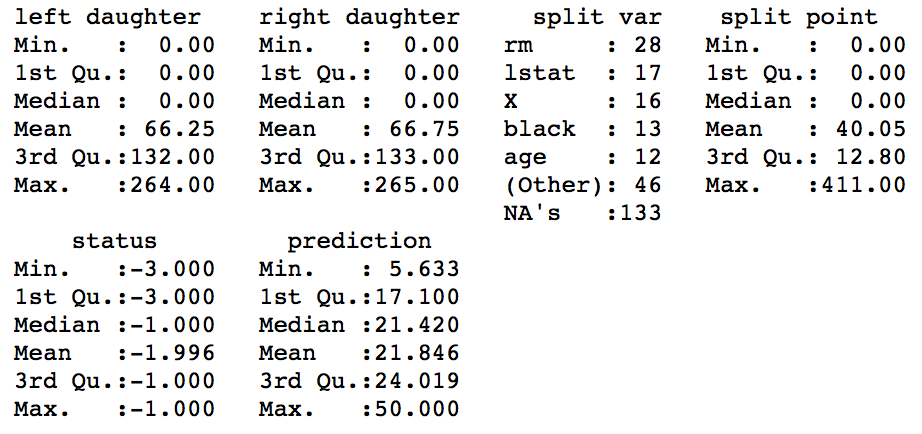 left daughter   right daughter     split var    split point
Min.   :  0.00   Min.   :  0.00   rm     : 28   Min.   :  0.00
1st Qu.:  0.00   1st Qu.:  0.00   lstat  : 17   1st Qu.:  0.00
Median :  0.00   Median :  0.00   X      : 16   Median :  0.00
Mean   : 66.25   Mean   : 66.75   black  : 13   Mean   : 40.05
3rd Qu.:132.00   3rd Qu.:133.00   age    : 12   3rd Qu.: 12.80
Max.   :264.00   Max.   :265.00   (Other): 46   Max.   :411.00
NA's   :133
status         prediction
Min.   :-3.000   Min.   : 5.633
1st Qu.:-3.000   1st Qu.:17.100
Median :-1.000   Median :21.420
Mean   :-1.996   Mean   :21.846
3rd Qu.:-1.000   3rd Qu.:24.019
Max.   :-1.000   Max.   :50.000